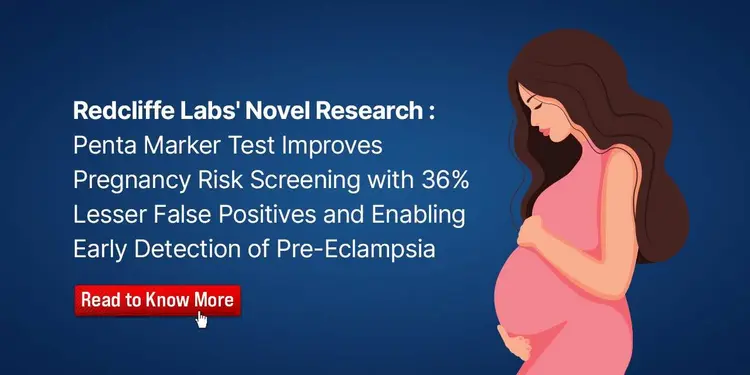 Redcliffe Labs' Novel Research :
Penta Marker Test Improves
Pregnancy Risk Screening with 36%
Lesser False Positives and Enabling
Early Detection of Pre-Eclampsia
Read to Know More